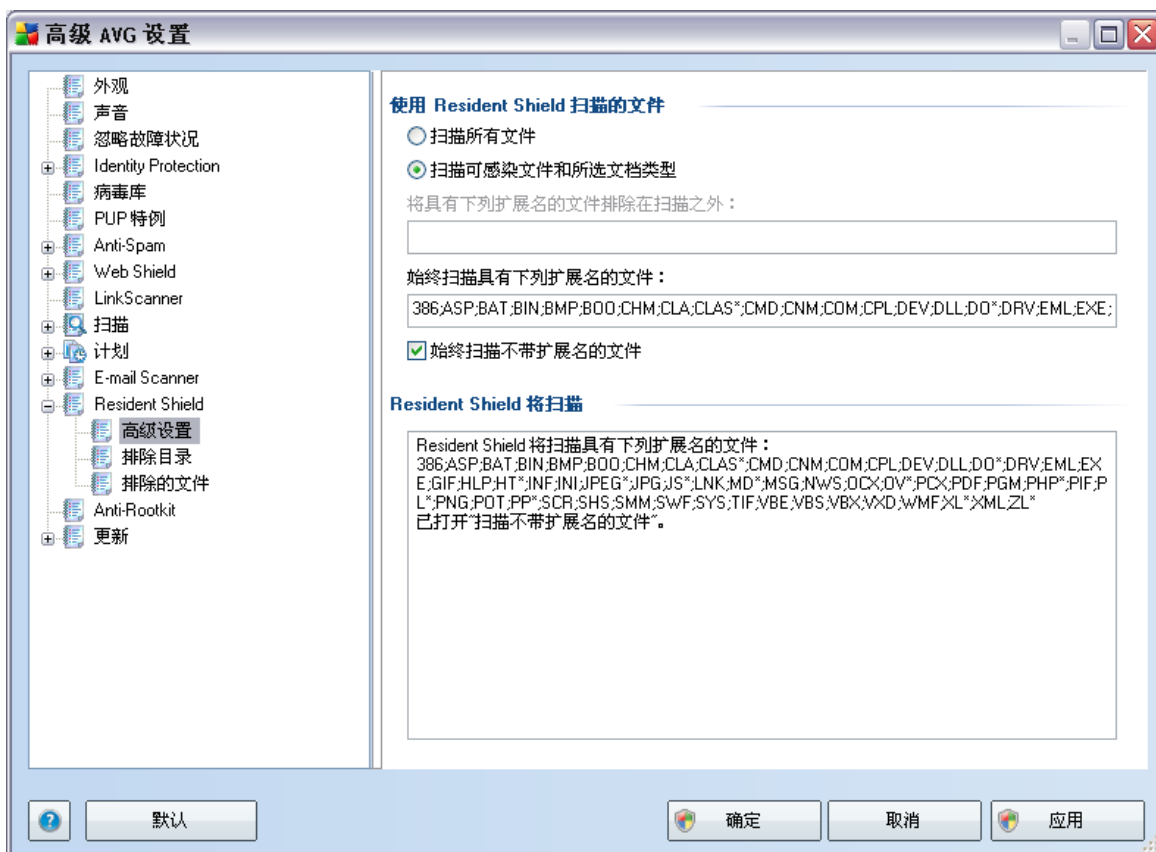 高级 AVG 设置
外观
声音
忽略故障状况
Identity Protection
病毒库
PUP 特例
Anti-Spam
Web Shield
LinkScanner
扫描
计划
E-mail Scanner
Resident Shield
高级设置
排除目录
排除的文件
Anti-Rootkit
更新
使用 Resident Shield 扫描的文件
扫描所有文件
扫描可感染文件和所选文档类型
将具有下列扩展名的文件排除在扫描之外：
始终扫描具有下列扩展名的文件：
386;ASP;BAT;BIN;BMP;BOO;CHM;CLA;CLAS*;CMD;CNM;COM;CPL;DEV;DLL;DO*;DRV;EML;EXE;
始终扫描不带扩展名的文件
Resident Shield 将扫描
Resident Shield 将扫描具有下列扩展名的文件：
386;ASP;BAT;BIN;BMP;BOO;CHM;CLA;CLAS*;CMD;CNM;COM;CPL;DEV;DLL;DO*;DRV;EML;EX
E;GIF;HLP;HT*;INF;INI;JPEG*;JPG;JS*;LNK;MD*;MSG;NWS;OCX;OV*;PCX;PDF;PGM;PHP*;PIF;P
L*;PNG;POT;PP*;SCR;SHS;SMM;SWF;SYS;TIF;VBE;VBS;VBX;VXD;WMF;XL*;XML;ZL*
已打开"扫描不带扩展名的文件"。
默认
确定
取消
应用